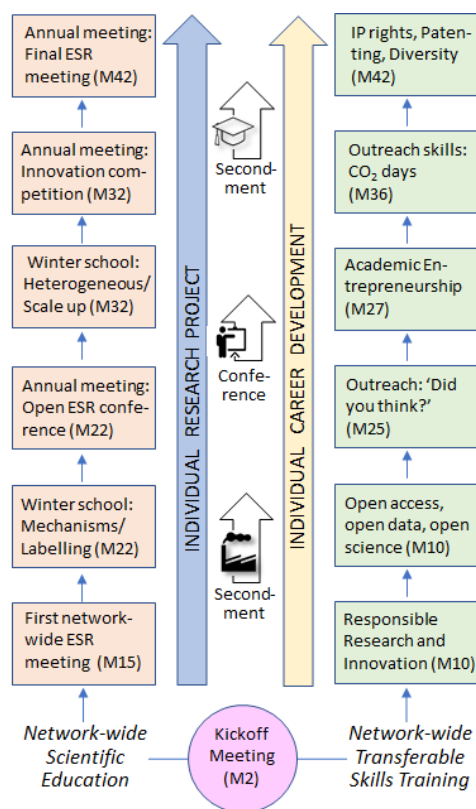 Annual meeting:
Final ESR
meeting (M42)
Annual meeting:
Innovation com-
petition (M32)
Winter school:
Heterogeneous/
Scale up (M32)
Annual meeting:
Open ESR confe-
rence (M22)
Winter school:
Mechanisms/
Labelling (M22)
First network-
wide ESR
meeting (M15)
Network-wide
Scientific
Education
INDIVIDUAL RESEARCH PROJECT
Second-
ment
Confe-
rence
Second-
ment
Kickoff
Meeting
(M2)
INDIVIDUAL CAREER DEVELOPMENT
IP rights, Paten-
ting, Diversity
(M42)
Outreach skills:
CO₂ days
(M36)
Academic En-
trepreneurship
(M27)
Outreach: ‘Did
you think?’
(M25)
Open access,
open data, open
science (M10)
Responsible
Research and
Innovation (M10)
Network-wide
Transferable
Skills Training